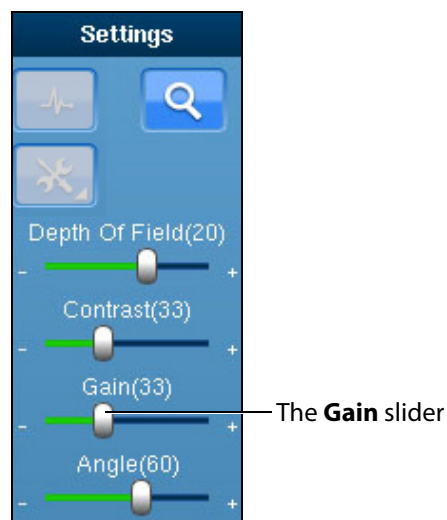 Settings
Depth Of Field(20)
- +
Contrast(33)
- +
Gain(33)
- +
The Gain slider
Angle(60)
- +